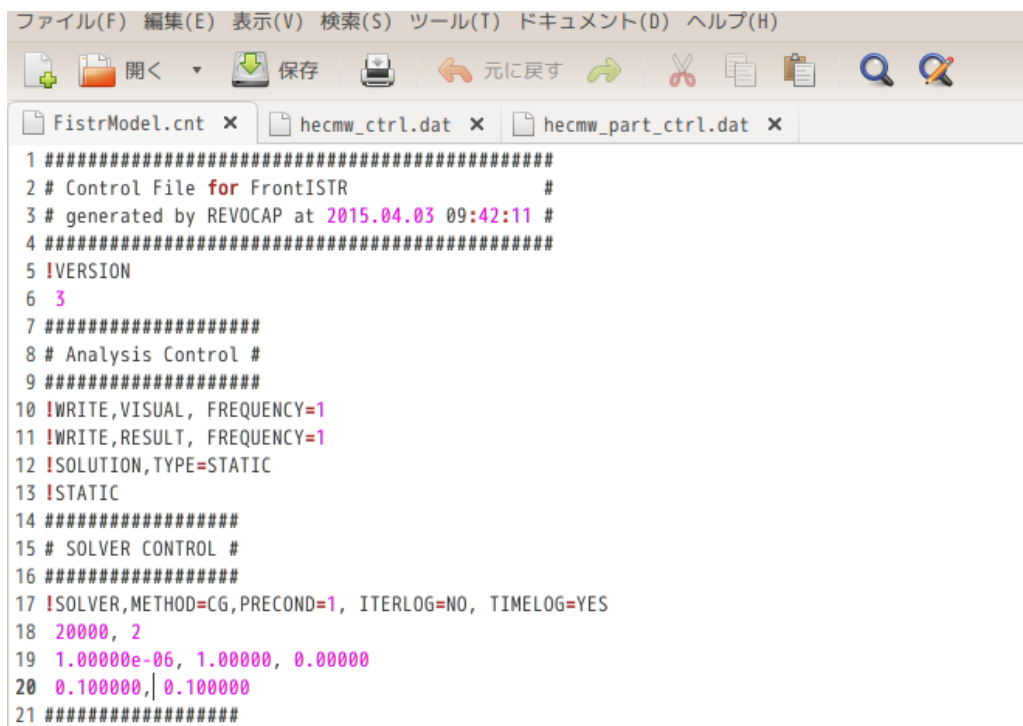 ファイル(F) 編集(E) 表示(V) 検索(S) ツール(T) ドキュメント(D) ヘルプ(H)
開く 保存 元に戻す
FistrModel.cnt × hecmw_ctrl.dat × hecmw_part_ctrl.dat ×
1 ###############################################
2 # Control File for FrontISTR #
3 # generated by REVOCAP at 2015.04.03 09:42:11 #
4 ###############################################
5 !VERSION
6 3
7 ####################
8 # Analysis Control #
9 ####################
10 !WRITE,VISUAL, FREQUENCY=1
11 !WRITE,RESULT, FREQUENCY=1
12 !SOLUTION,TYPE=STATIC
13 !STATIC
14 ##################
15 # SOLVER CONTROL #
16 ##################
17 !SOLVER,METHOD=CG,PRECOND=1, ITERLOG=NO, TIMELOG=YES
18 20000, 2
19 1.00000e-06, 1.00000, 0.00000
20 0.100000, 0.100000
21 ##################